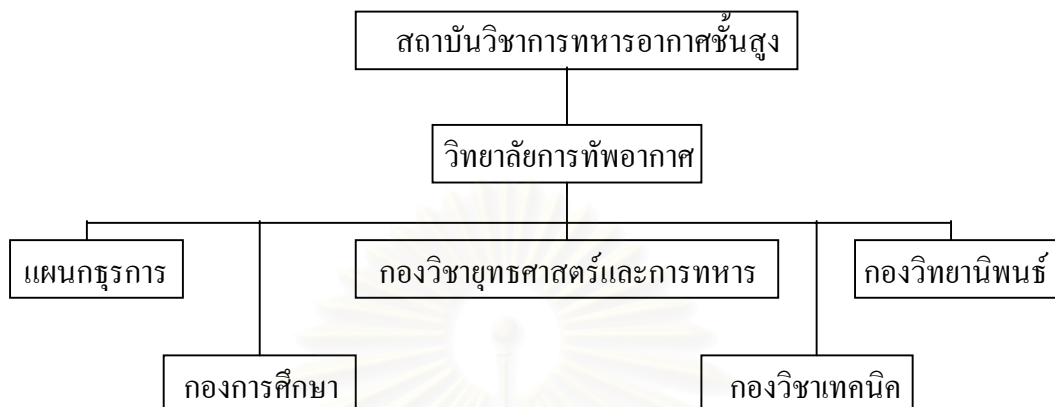 สถาบันวิชาการทหารอากาศชั้นสูง
วิทยาลัยการทัพอากาศ
แผนกธุรการ
กองวิชายุทธศาสตร์และการทหาร
กองวิทยานิพนธ์
กองการศึกษา
กองวิชาเทคนิค